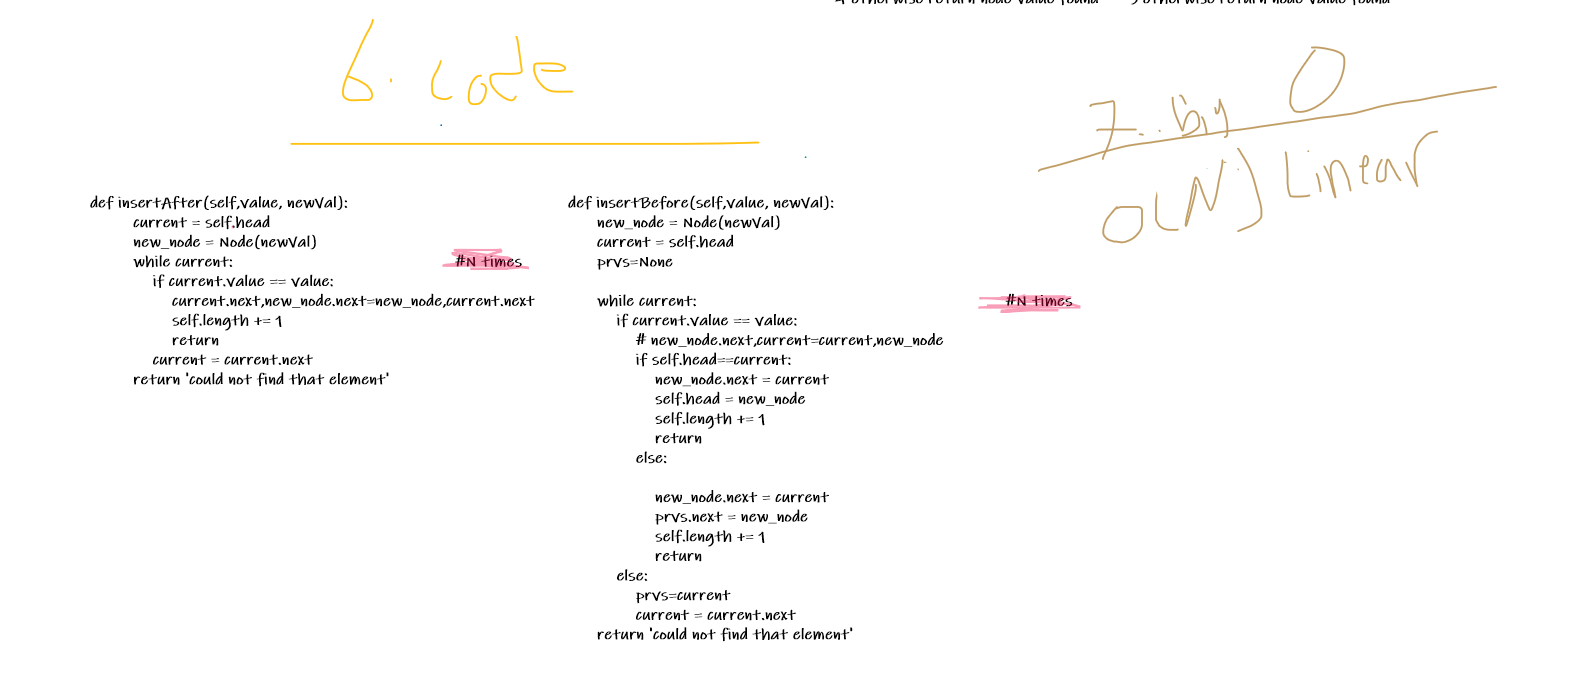 4 otherwise return node value found
5 otherwise return node value found
6. code
7.. big O
O(N) Linear
def insertAfter(self,value, newVal):
current = self.head
new_node = Node(newVal)
while current: #N times
if current.value == value:
current.next,new_node.next=new_node,current.next
self.length += 1
return
current = current.next
return 'could not find that element'
def insertBefore(self,value, newVal):
new_node = Node(newVal)
current = self.head
prvs=None
while current: #N times
if current.value == value:
# new_node.next,current=current,new_node
if self.head==current:
new_node.next = current
self.head = new_node
self.length += 1
return
else:
new_node.next = current
prvs.next = new_node
self.length += 1
return
else:
prvs=current
current = current.next
return 'could not find that element'